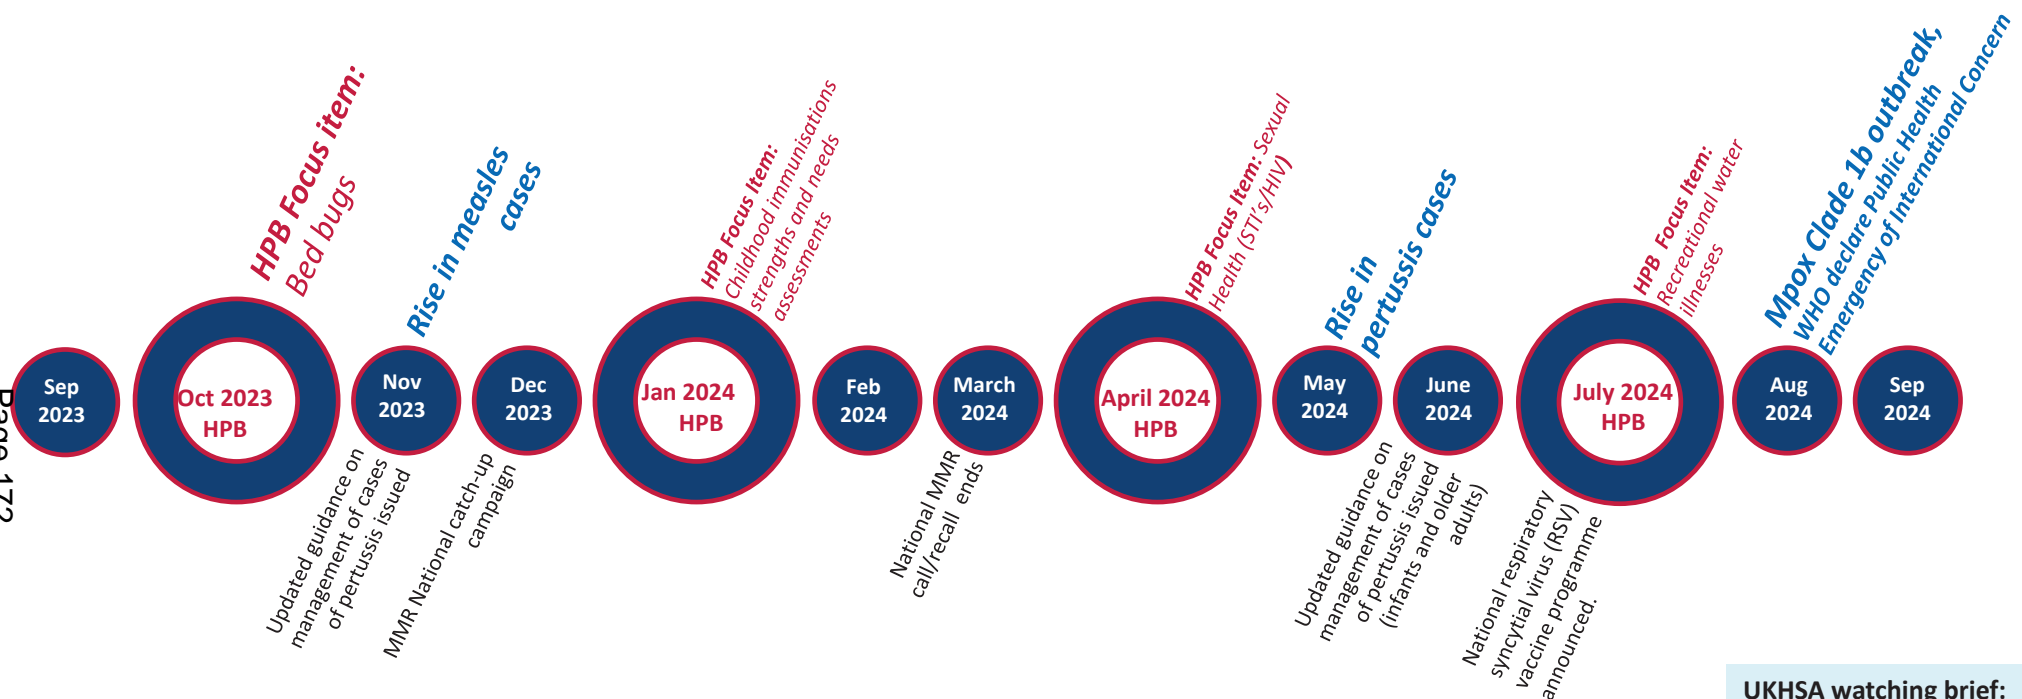 HPB Focus item:
Bed bugs
Rise in measles
cases
HPB Focus Item:
Childhood immunisations
strengths and needs
assessments
HPB Focus Item: Sexual
Health (STI's/HIV)
Rise in
pertussis cases
HPB Focus Item:
Recreational water
illnesses
Mpox Clade 1b outbreak,
WHO declare Public Health
Emergency of International Concern
Sep
2023
Oct 2023
HPB
Nov
2023
Dec
2023
Jan 2024
HPB
Feb
2024
March
2024
April 2024
HPB
May
2024
June
2024
July 2024
HPB
Aug
2024
Sep
2024
Page 172
Updated guidance on
management of cases
of pertussis issued
MMR National catch-up
campaign
National MMR
call/recall ends
Updated guidance on
management of cases
of pertussis issued
(infants and older
adults)
National respiratory
syncytial virus (RSV)
vaccine programme
announced.
UKHSA watching brief: